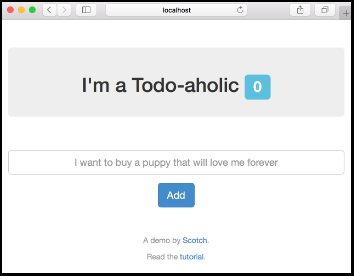 localhost
I'm a Todo-aholic 0
I want to buy a puppy that will love me forever
Add
A demo by Scotch.
Read the tutorial.